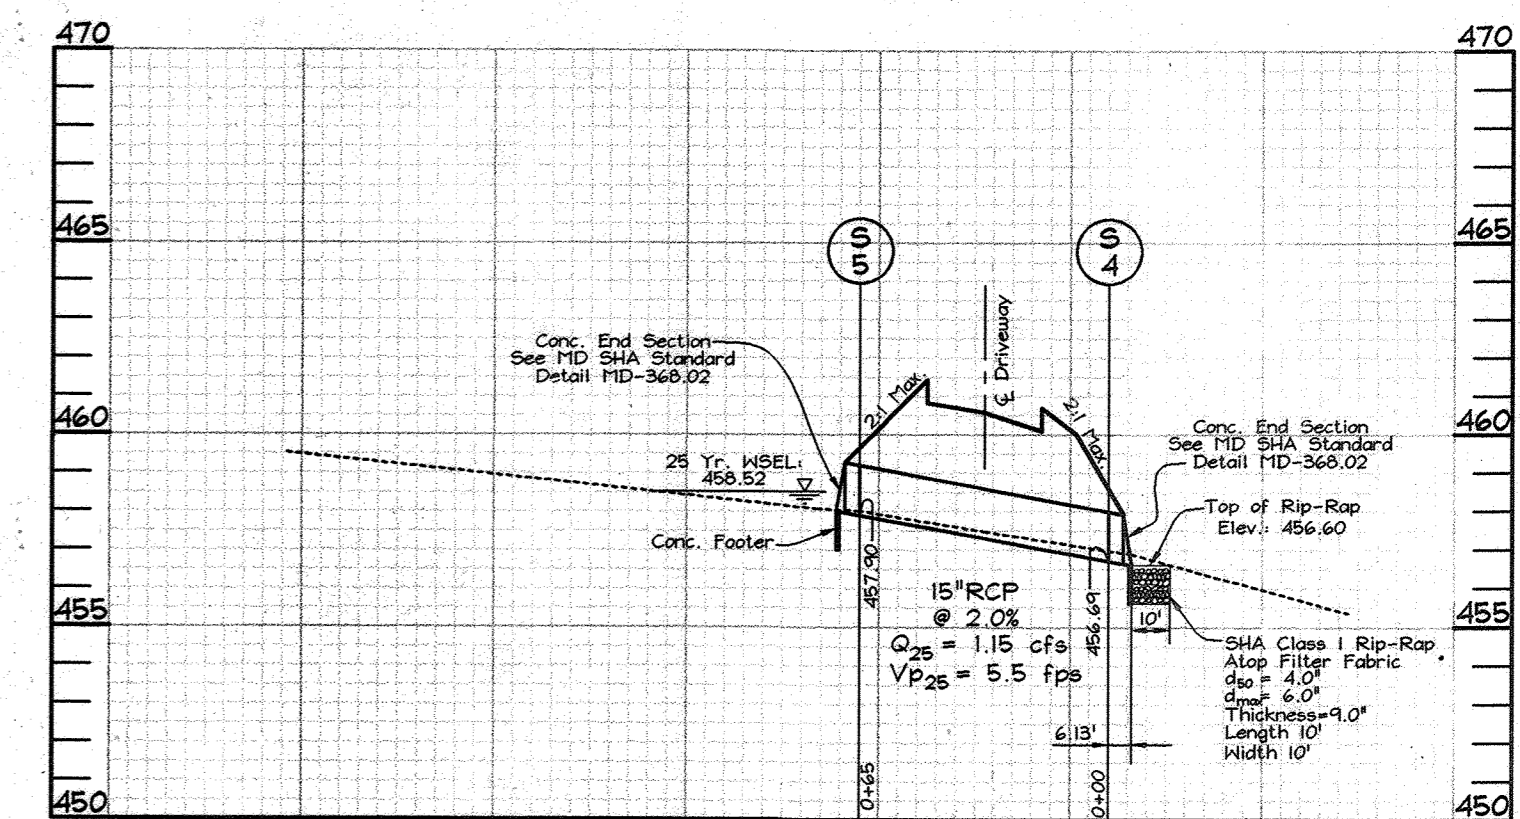 470
470
465
465
S
5
S
4
℄ Driveway
Conc. End Section
See MD SHA Standard
Detail MD-368.02
2:1 Max.
2:1 Max.
460
460
Conc. End Section
See MD SHA Standard
Detail MD-368.02
25 Yr. WSEL:
458.52
Top of Rip-Rap
Elev.: 456.60
Conc. Footer
457.90
456.69
15" RCP
@ 2.0%
Q25 = 1.15 cfs
Vp25 = 5.5 fps
455
455
10'
SHA Class 1 Rip-Rap
Atop Filter Fabric
d50 = 4.0"
dmax= 6.0"
Thickness=9.0"
Length 10'
Width 10'
6.13'
0+65
0+00
450
450